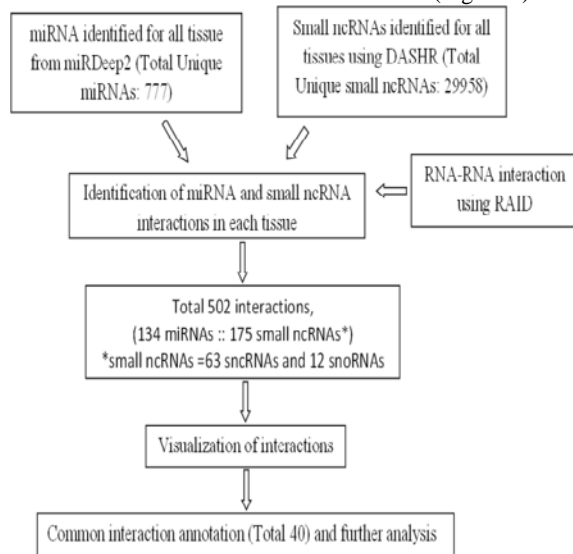 miRNA identified for all tissue
from miRDeep2 (Total Unique
miRNAs: 777)
Small ncRNAs identified for all
tissues using DASHR (Total
Unique small ncRNAs: 29958)
Identification of miRNA and small ncRNA
interactions in each tissue
RNA-RNA interaction
using RAID
Total 502 interactions,
(134 miRNAs :: 175 small ncRNAs*)
*small ncRNAs =63 sncRNAs and 12 snoRNAs
Visualization of interactions
Common interaction annotation (Total 40) and further analysis